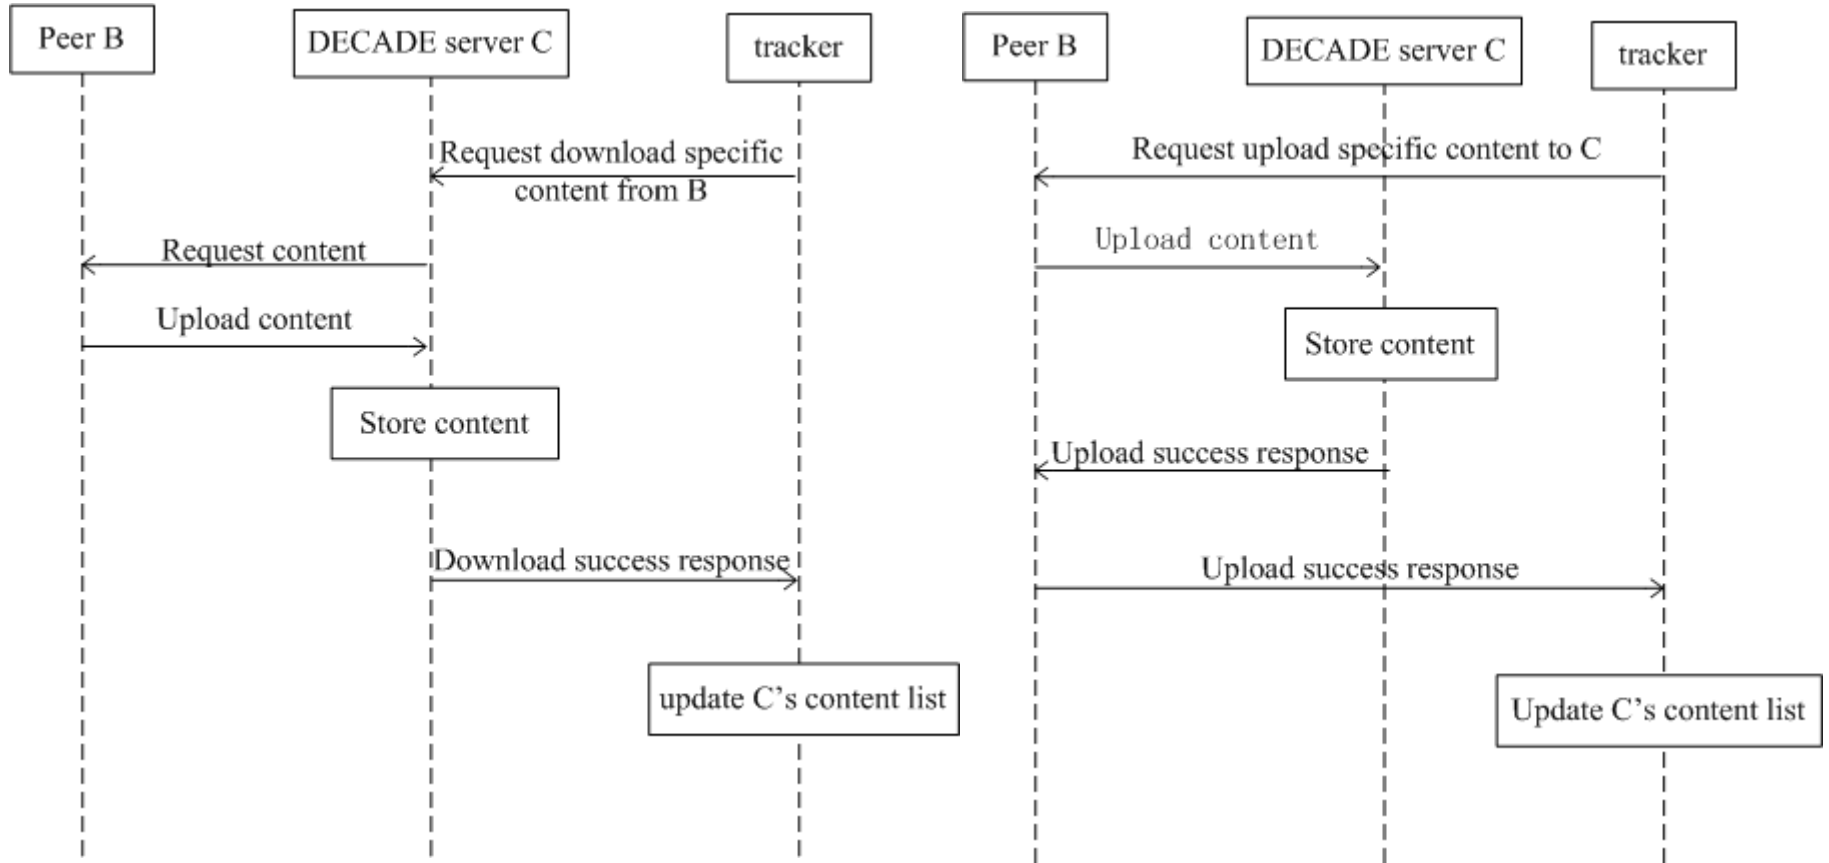 Peer B
DECADE server C
tracker
Request download specific
content from B
Request content
Upload content
Store content
Download success response
update C's content list
Peer B
DECADE server C
tracker
Request upload specific content to C
Upload content
Store content
Upload success response
Upload success response
Update C's content list